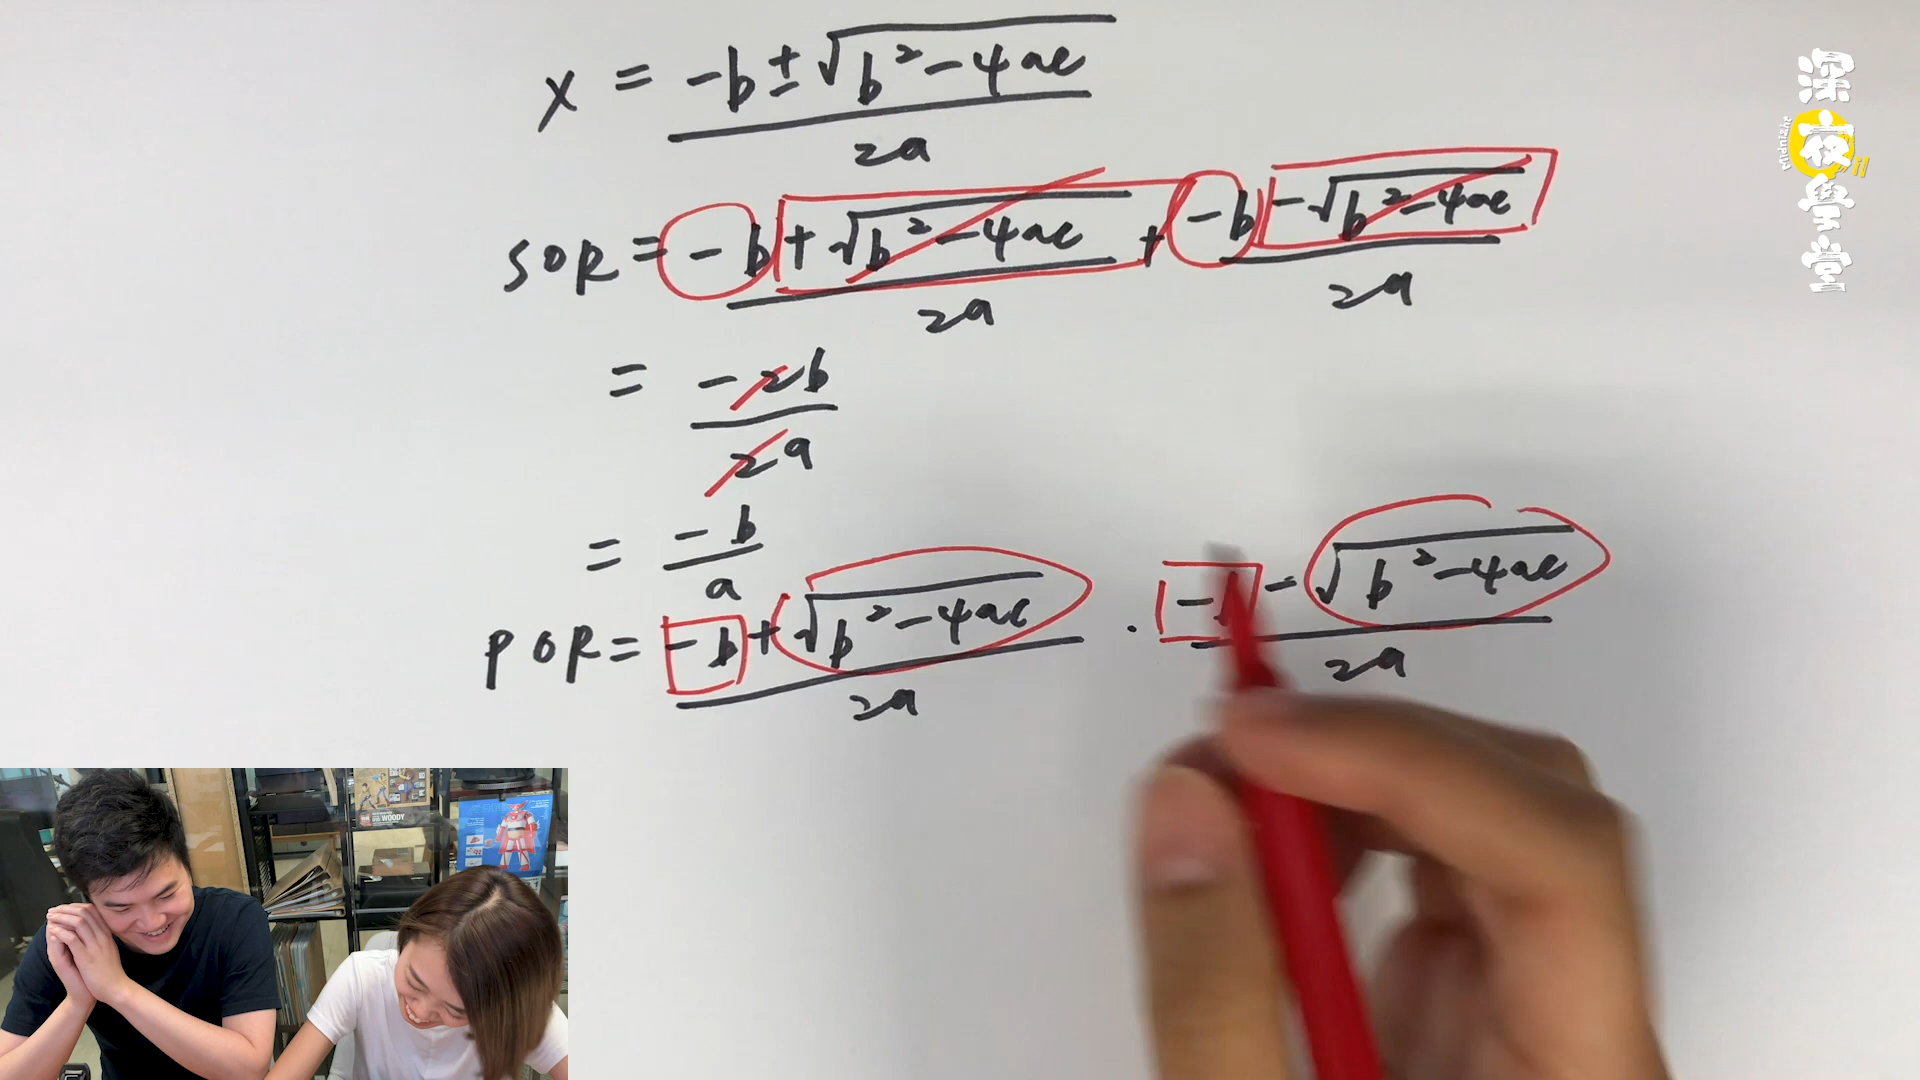 x = -b±√b²-4ac / 2a
SOR = -b+√b²-4ac / 2a + -b-√b²-4ac / 2a
= -2b / 2a
= -b / a
POR = -b+√b²-4ac / 2a · -b-√b²-4ac / 2a
深夜學堂
WOODY